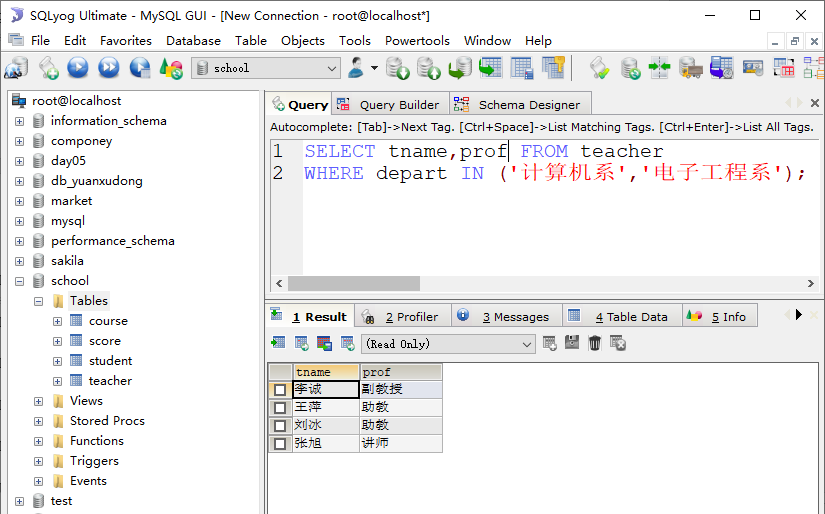 SQLyog Ultimate - MySQL GUI - [New Connection - root@localhost*]
File Edit Favorites Database Table Objects Tools Powertools Window Help
school
root@localhost
information_schema
componey
day05
db_yuanxudong
market
mysql
performance_schema
sakila
school
Tables
course
score
student
teacher
Views
Stored Procs
Functions
Triggers
Events
test
Query Query Builder Schema Designer
Autocomplete: [Tab]->Next Tag. [Ctrl+Space]->List Matching Tags. [Ctrl+Enter]->List All Tags.
1 SELECT tname,prof FROM teacher
2 WHERE depart IN ('计算机系','电子工程系');
1 Result 2 Profiler 3 Messages 4 Table Data 5 Info
(Read Only)
tname prof
李诚 副教授
王萍 助教
刘冰 助教
张旭 讲师